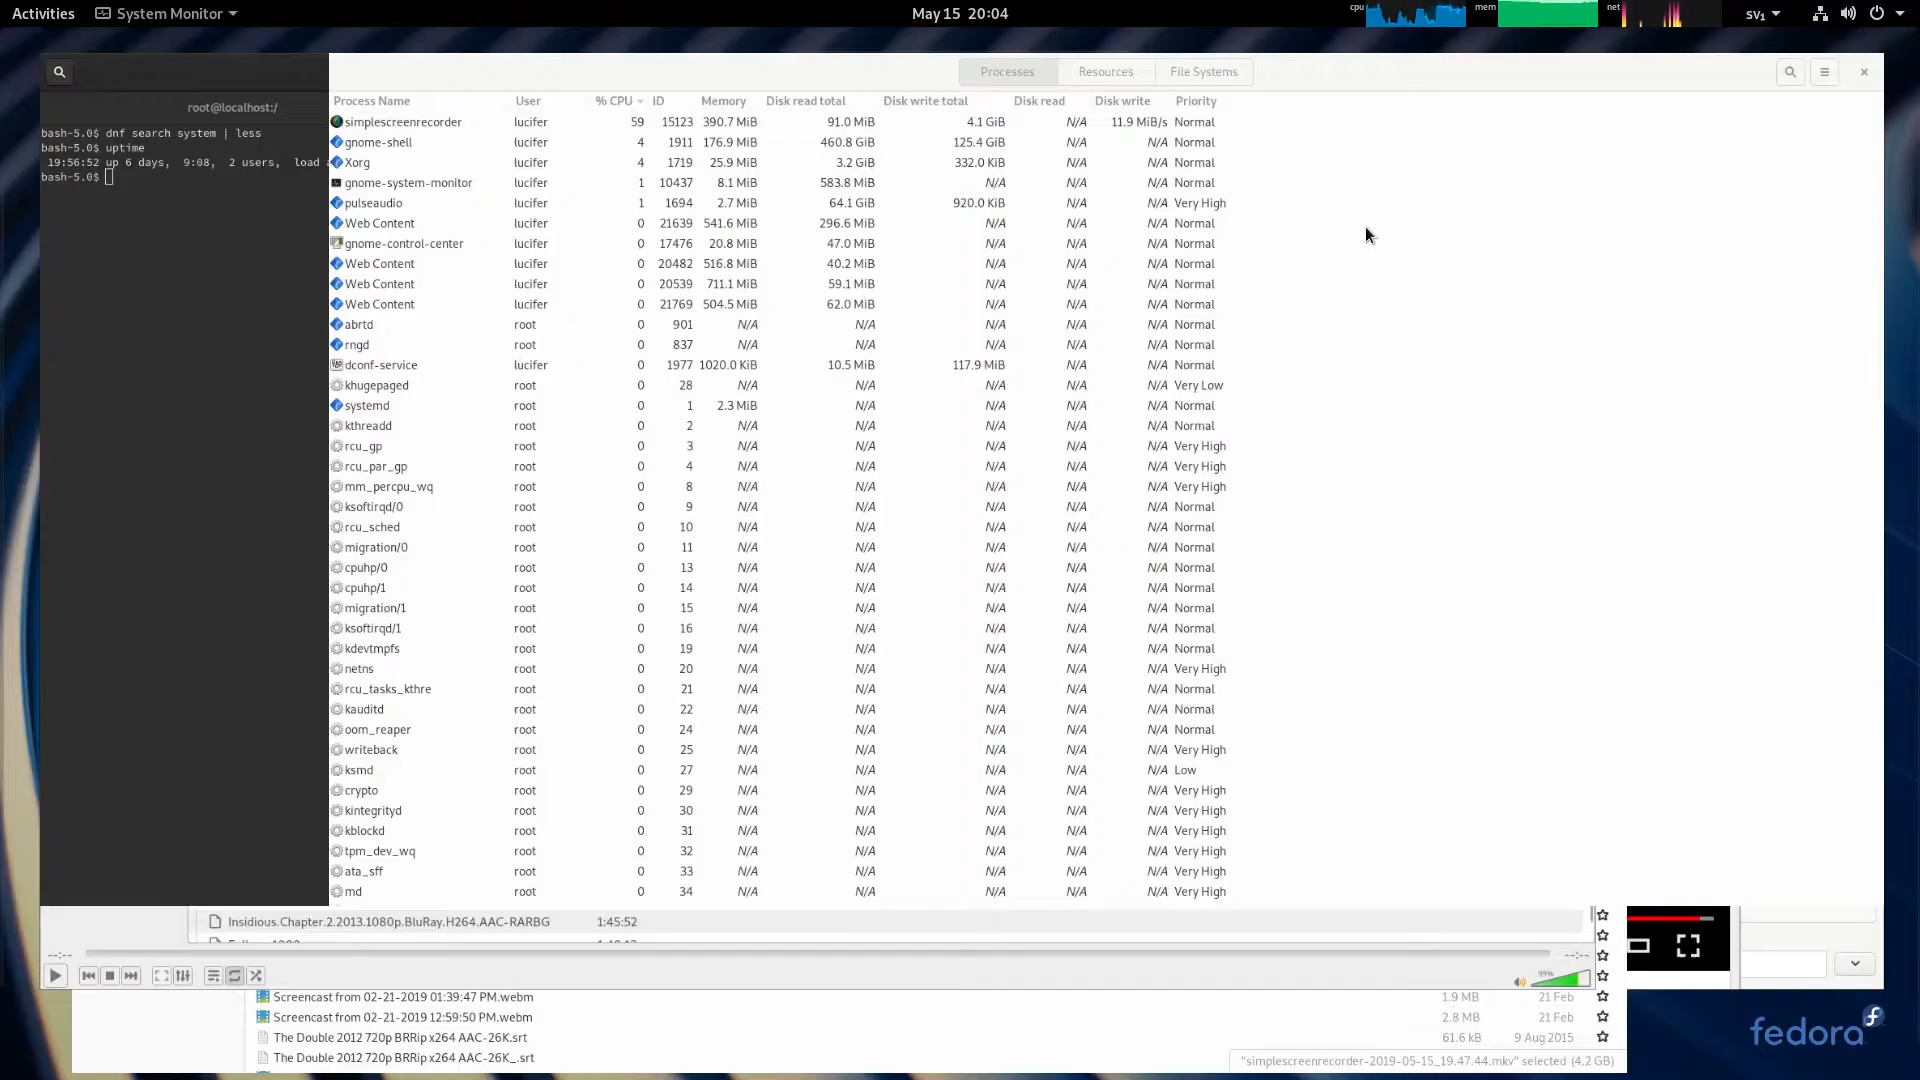 Activities System Monitor May 15 20:04 cpu mem net sv₁
Processes Resources File Systems
root@localhost:/
bash-5.0$ dnf search system | less
bash-5.0$ uptime
19:56:52 up 6 days, 9:08, 2 users, load
bash-5.0$
Process Name User % CPU ID Memory Disk read total Disk write total Disk read Disk write Priority
simplescreenrecorder lucifer 59 15123 390.7 MiB 91.0 MiB 4.1 GiB N/A 11.9 MiB/s Normal
gnome-shell lucifer 4 1911 176.9 MiB 460.8 GiB 125.4 GiB N/A N/A Normal
Xorg lucifer 4 1719 25.9 MiB 3.2 GiB 332.0 KiB N/A N/A Normal
gnome-system-monitor lucifer 1 10437 8.1 MiB 583.8 MiB N/A N/A N/A Normal
pulseaudio lucifer 1 1694 2.7 MiB 64.1 GiB 920.0 KiB N/A N/A Very High
Web Content lucifer 0 21639 541.6 MiB 296.6 MiB N/A N/A N/A Normal
gnome-control-center lucifer 0 17476 20.8 MiB 47.0 MiB N/A N/A N/A Normal
Web Content lucifer 0 20482 516.8 MiB 40.2 MiB N/A N/A N/A Normal
Web Content lucifer 0 20539 711.1 MiB 59.1 MiB N/A N/A N/A Normal
Web Content lucifer 0 21769 504.5 MiB 62.0 MiB N/A N/A N/A Normal
abrtd root 0 901 N/A N/A N/A N/A N/A Normal
rngd root 0 837 N/A N/A N/A N/A N/A Normal
dconf-service lucifer 0 1977 1020.0 KiB 10.5 MiB 117.9 MiB N/A N/A Normal
khugepaged root 0 28 N/A N/A N/A N/A N/A Very Low
systemd root 0 1 2.3 MiB N/A N/A N/A N/A Normal
kthreadd root 0 2 N/A N/A N/A N/A N/A Normal
rcu_gp root 0 3 N/A N/A N/A N/A N/A Very High
rcu_par_gp root 0 4 N/A N/A N/A N/A N/A Very High
mm_percpu_wq root 0 8 N/A N/A N/A N/A N/A Very High
ksoftirqd/0 root 0 9 N/A N/A N/A N/A N/A Normal
rcu_sched root 0 10 N/A N/A N/A N/A N/A Normal
migration/0 root 0 11 N/A N/A N/A N/A N/A Normal
cpuhp/0 root 0 13 N/A N/A N/A N/A N/A Normal
cpuhp/1 root 0 14 N/A N/A N/A N/A N/A Normal
migration/1 root 0 15 N/A N/A N/A N/A N/A Normal
ksoftirqd/1 root 0 16 N/A N/A N/A N/A N/A Normal
kdevtmpfs root 0 19 N/A N/A N/A N/A N/A Normal
netns root 0 20 N/A N/A N/A N/A N/A Very High
rcu_tasks_kthre root 0 21 N/A N/A N/A N/A N/A Normal
kauditd root 0 22 N/A N/A N/A N/A N/A Normal
oom_reaper root 0 24 N/A N/A N/A N/A N/A Normal
writeback root 0 25 N/A N/A N/A N/A N/A Very High
ksmd root 0 27 N/A N/A N/A N/A N/A Low
crypto root 0 29 N/A N/A N/A N/A N/A Very High
kintegrityd root 0 30 N/A N/A N/A N/A N/A Very High
kblockd root 0 31 N/A N/A N/A N/A N/A Very High
tpm_dev_wq root 0 32 N/A N/A N/A N/A N/A Very High
ata_sff root 0 33 N/A N/A N/A N/A N/A Very High
md root 0 34 N/A N/A N/A N/A N/A Very High
Insidious.Chapter.2.2013.1080p.BluRay.H264.AAC-RARBG 1:45:52
--:-- --:--
99%
Screencast from 02-21-2019 01:39:47 PM.webm 1.9 MB 21 Feb
Screencast from 02-21-2019 12:59:50 PM.webm 2.8 MB 21 Feb
The Double 2012 720p BRRip x264 AAC-26K.srt 61.6 kB 9 Aug 2015
The Double 2012 720p BRRip x264 AAC-26K_.srt
"simplescreenrecorder-2019-05-15_19.47.44.mkv" selected (4.2 GB)
fedora